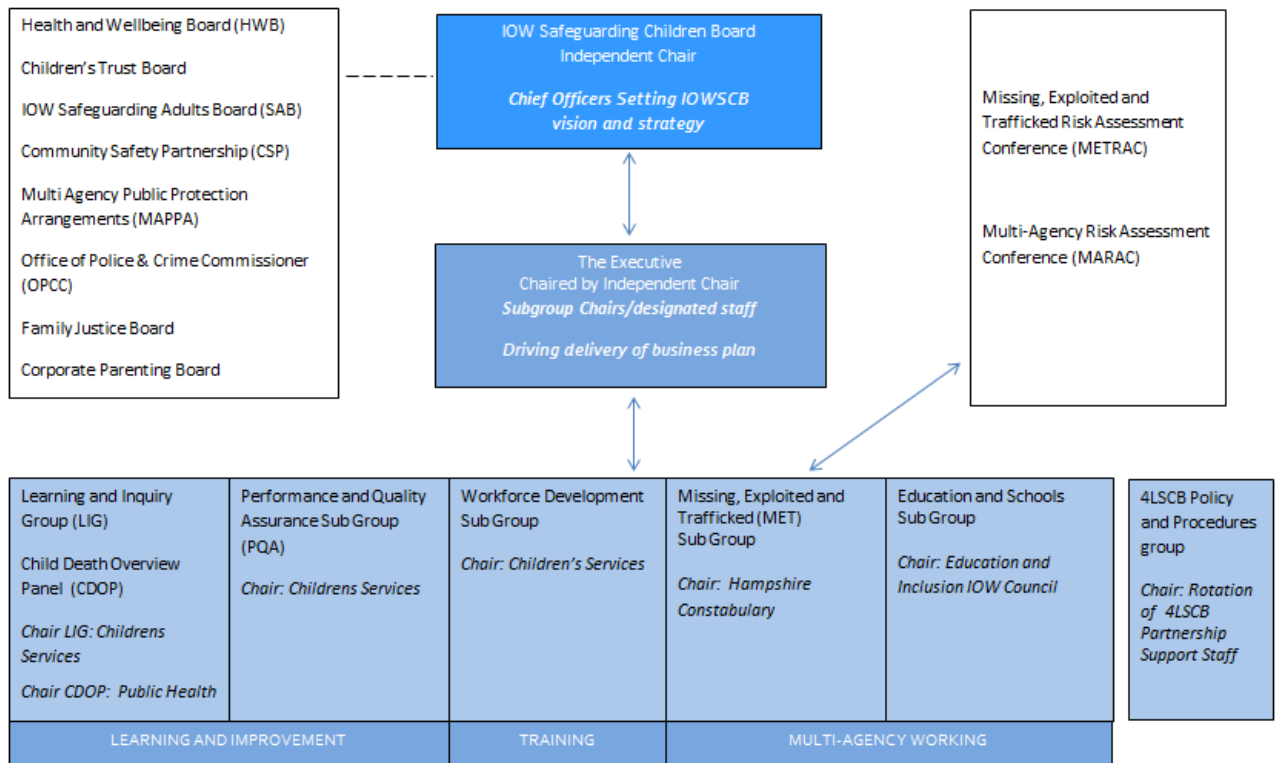 Health and Wellbeing Board (HWB)
Children's Trust Board
IOW Safeguarding Adults Board (SAB)
Community Safety Partnership (CSP)
Multi Agency Public Protection
Arrangements (MAPPA)
Office of Police & Crime Commissioner
(OPCC)
Family Justice Board
Corporate Parenting Board
IOW Safeguarding Children Board
Independent Chair
Chief Officers Setting IOWSCB
vision and strategy
Missing, Exploited and
Trafficked Risk Assessment
Conference (METRAC)
Multi-Agency Risk Assessment
Conference (MARAC)
The Executive
Chaired by Independent Chair
Subgroup Chairs/designated staff
Driving delivery of business plan
Learning and Inquiry
Group (LIG)
Child Death Overview
Panel (CDOP)
Chair LIG: Childrens
Services
Chair CDOP: Public Health
Performance and Quality
Assurance Sub Group
(PQA)
Chair: Childrens Services
Workforce Development
Sub Group
Chair: Children's Services
Missing, Exploited and
Trafficked (MET)
Sub Group
Chair: Hampshire
Constabulary
Education and Schools
Sub Group
Chair: Education and
Inclusion IOW Council
4LSCB Policy
and Procedures
group
Chair: Rotation
of 4LSCB
Partnership
Support Staff
LEARNING AND IMPROVEMENT
TRAINING
MULTI-AGENCY WORKING